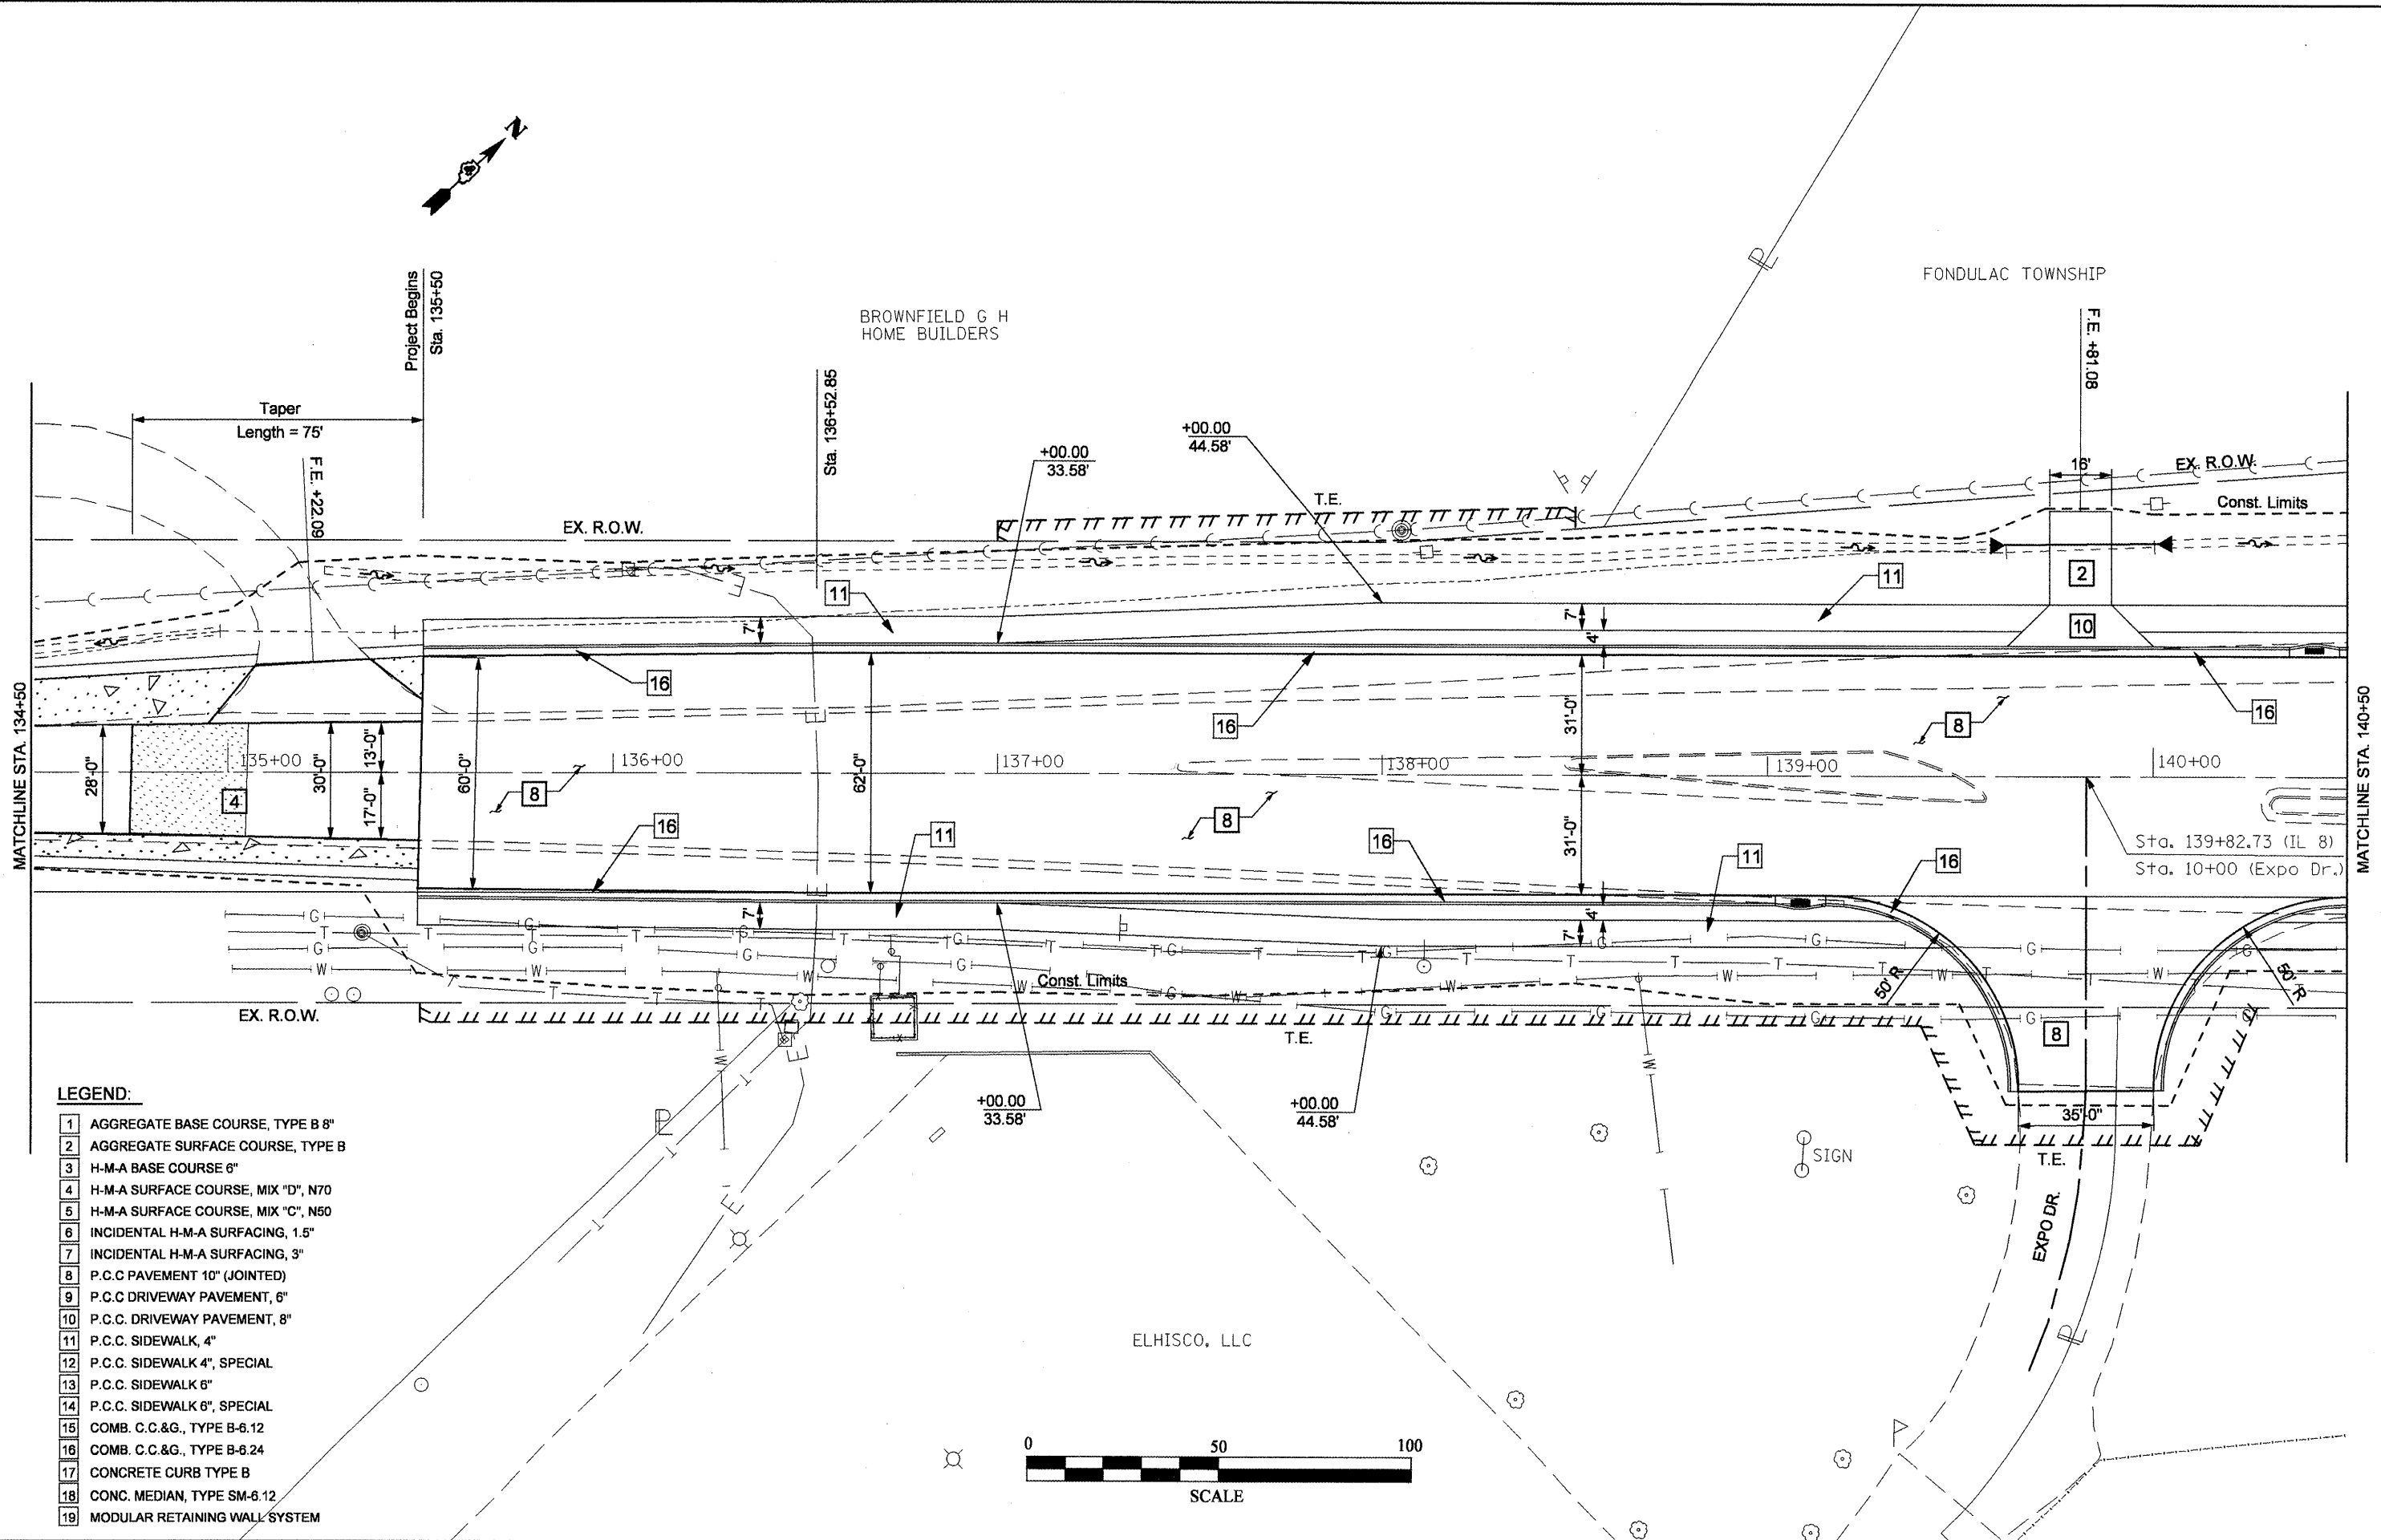 N
Project Begins
Sta. 135+50
BROWNFIELD G H
HOME BUILDERS
FONDULAC TOWNSHIP
F.E. +81.08
Sta. 136+52.85
Taper
Length = 75'
F.E. +22.09
+00.00
33.58'
+00.00
44.58'
T.E.
EX. R.O.W.
16'
EX. R.O.W.
Const. Limits
P
11
7'
7'
4'
11
2
10
16
16
16
8
MATCHLINE STA. 134+50
MATCHLINE STA. 140+50
28'-0"
4
135+00
30'-0"
13'-0"
17'-0"
60'-0"
136+00
8
62'-0"
137+00
8
138+00
31'-0"
31'-0"
139+00
140+00
Sta. 139+82.73 (IL 8)
Sta. 10+00 (Expo Dr.)
16
11
16
11
16
7'
4'
7'
50' R
50' R
G
T
G
W
E
Const. Limits
EX. R.O.W.
T.E.
8
35'-0"
T.E.
+00.00
33.58'
+00.00
44.58'
SIGN
EXPO DR.
P
P
P
ELHISCO, LLC
LEGEND:
1 AGGREGATE BASE COURSE, TYPE B 8"
2 AGGREGATE SURFACE COURSE, TYPE B
3 H-M-A BASE COURSE 6"
4 H-M-A SURFACE COURSE, MIX "D", N70
5 H-M-A SURFACE COURSE, MIX "C", N50
6 INCIDENTAL H-M-A SURFACING, 1.5"
7 INCIDENTAL H-M-A SURFACING, 3"
8 P.C.C PAVEMENT 10" (JOINTED)
9 P.C.C DRIVEWAY PAVEMENT, 6"
10 P.C.C. DRIVEWAY PAVEMENT, 8"
11 P.C.C. SIDEWALK, 4"
12 P.C.C. SIDEWALK 4", SPECIAL
13 P.C.C. SIDEWALK 6"
14 P.C.C. SIDEWALK 6", SPECIAL
15 COMB. C.C.&G., TYPE B-6.12
16 COMB. C.C.&G., TYPE B-6.24
17 CONCRETE CURB TYPE B
18 CONC. MEDIAN, TYPE SM-6.12
19 MODULAR RETAINING WALL SYSTEM
0 50 100
SCALE